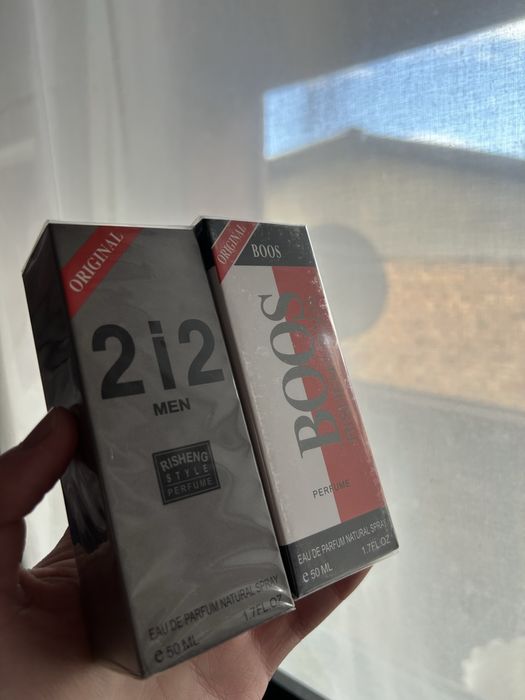 ORIGINAL
2i2
MEN
RISHENG
STYLE
PERFUME
EAU DE PARFUM NATURAL SPRAY
e 50 ML 1.7FL.OZ
ORIGINAL
BOOS
BOOS
PERFUME
EAU DE PARFUM NATURAL SPRAY
e 50 ML 1.7FL.OZ